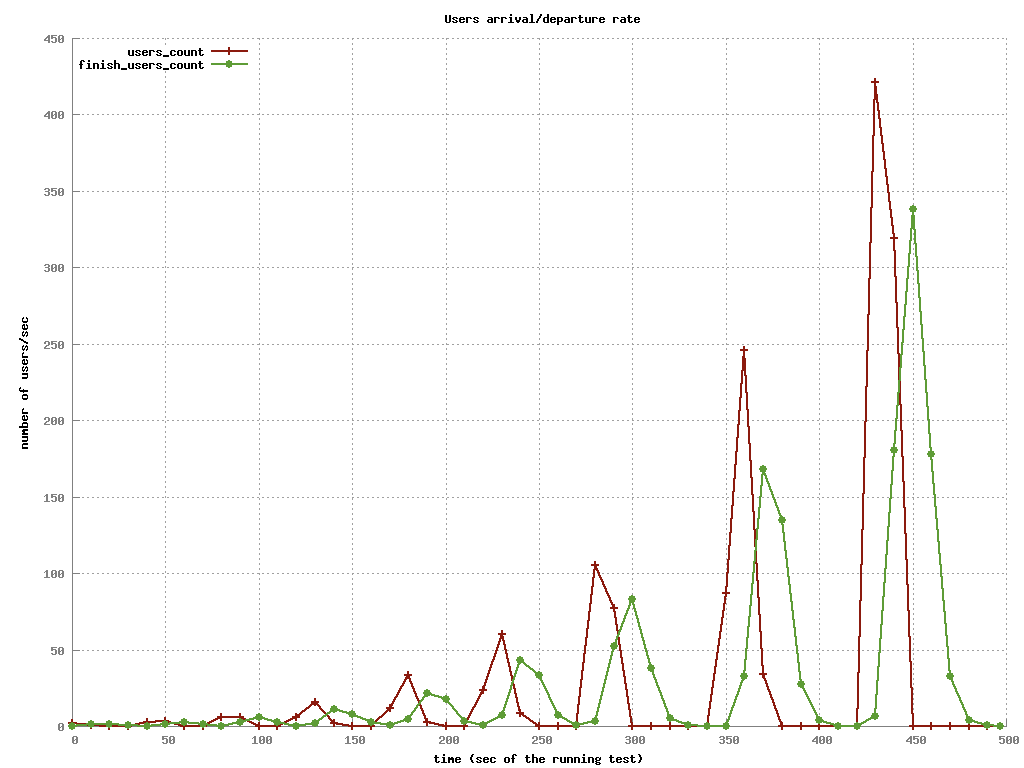 Users arrival/departure rate
users_count
finish_users_count
450
400
350
300
250
200
150
100
50
0
number of users/sec
0 50 100 150 200 250 300 350 400 450 500
time (sec of the running test)